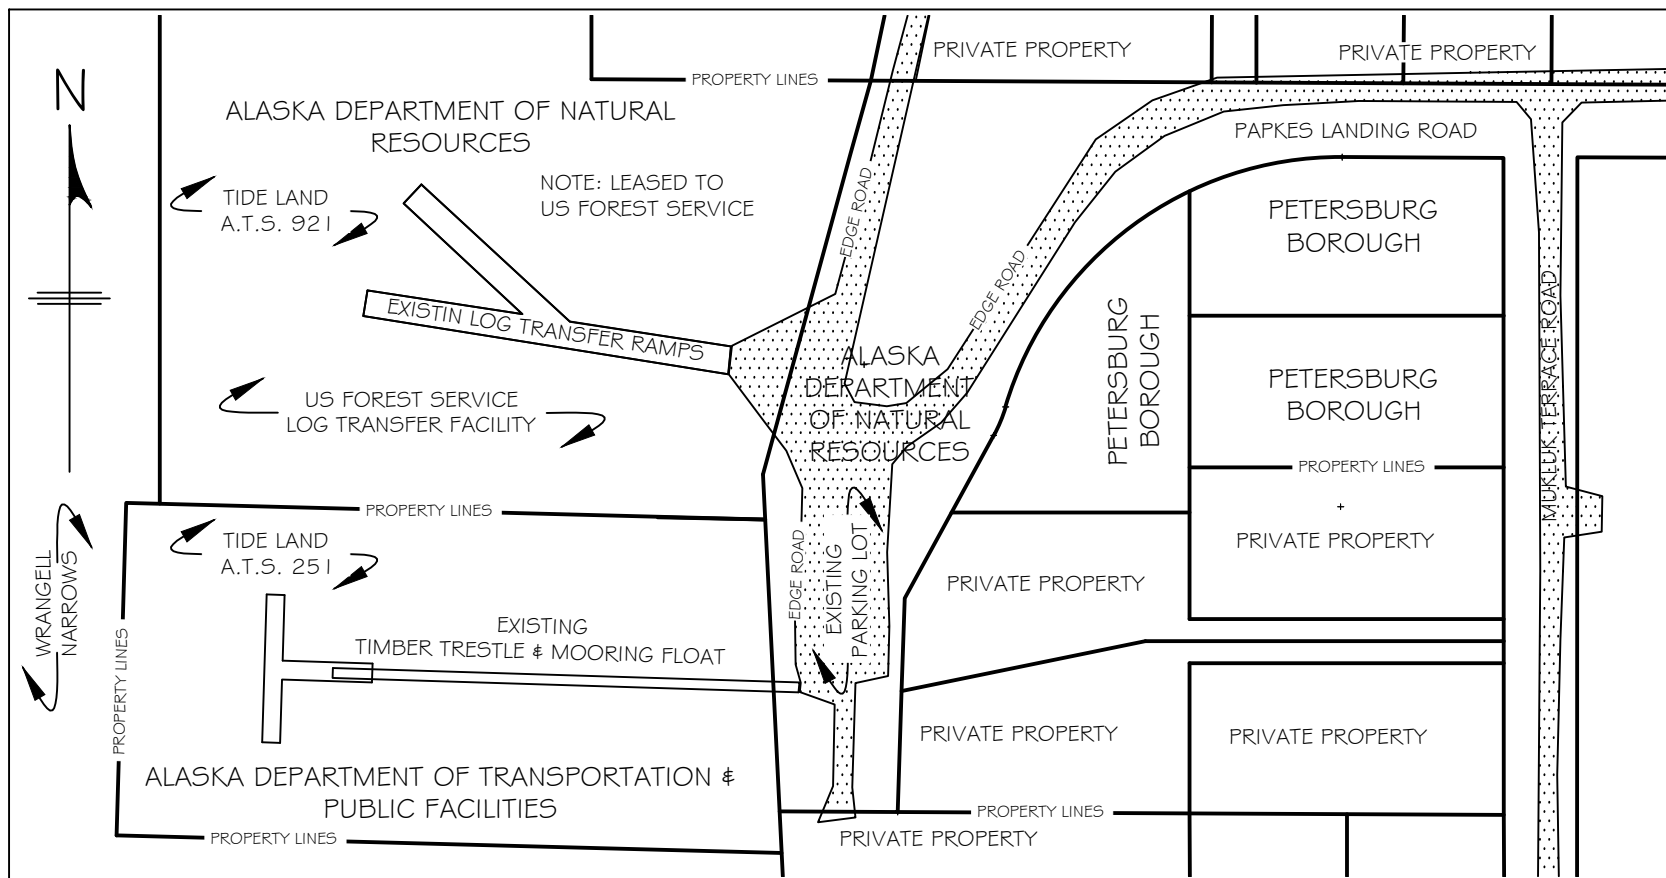 PRIVATE PROPERTY
PRIVATE PROPERTY
PROPERTY LINES
N
ALASKA DEPARTMENT OF NATURAL
RESOURCES
PAPKES LANDING ROAD
NOTE: LEASED TO
US FOREST SERVICE
TIDE LAND
A.T.S. 921
EDGE ROAD
EDGE ROAD
PETERSBURG
BOROUGH
EXISTIN LOG TRANSFER RAMPS
PETERSBURG
BOROUGH
MUKLUK TERRACE ROAD
ALASKA
DEPARTMENT
OF NATURAL
RESOURCES
PETERSBURG
BOROUGH
US FOREST SERVICE
LOG TRANSFER FACILITY
PROPERTY LINES
PROPERTY LINES
WRANGELL
NARROWS
TIDE LAND
A.T.S. 251
EDGE ROAD
EXISTING
PARKING LOT
PRIVATE PROPERTY
PRIVATE PROPERTY
EXISTING
TIMBER TRESTLE & MOORING FLOAT
PROPERTY LINES
PRIVATE PROPERTY
PRIVATE PROPERTY
ALASKA DEPARTMENT OF TRANSPORTATION &
PUBLIC FACILITIES
PROPERTY LINES
PROPERTY LINES
PRIVATE PROPERTY